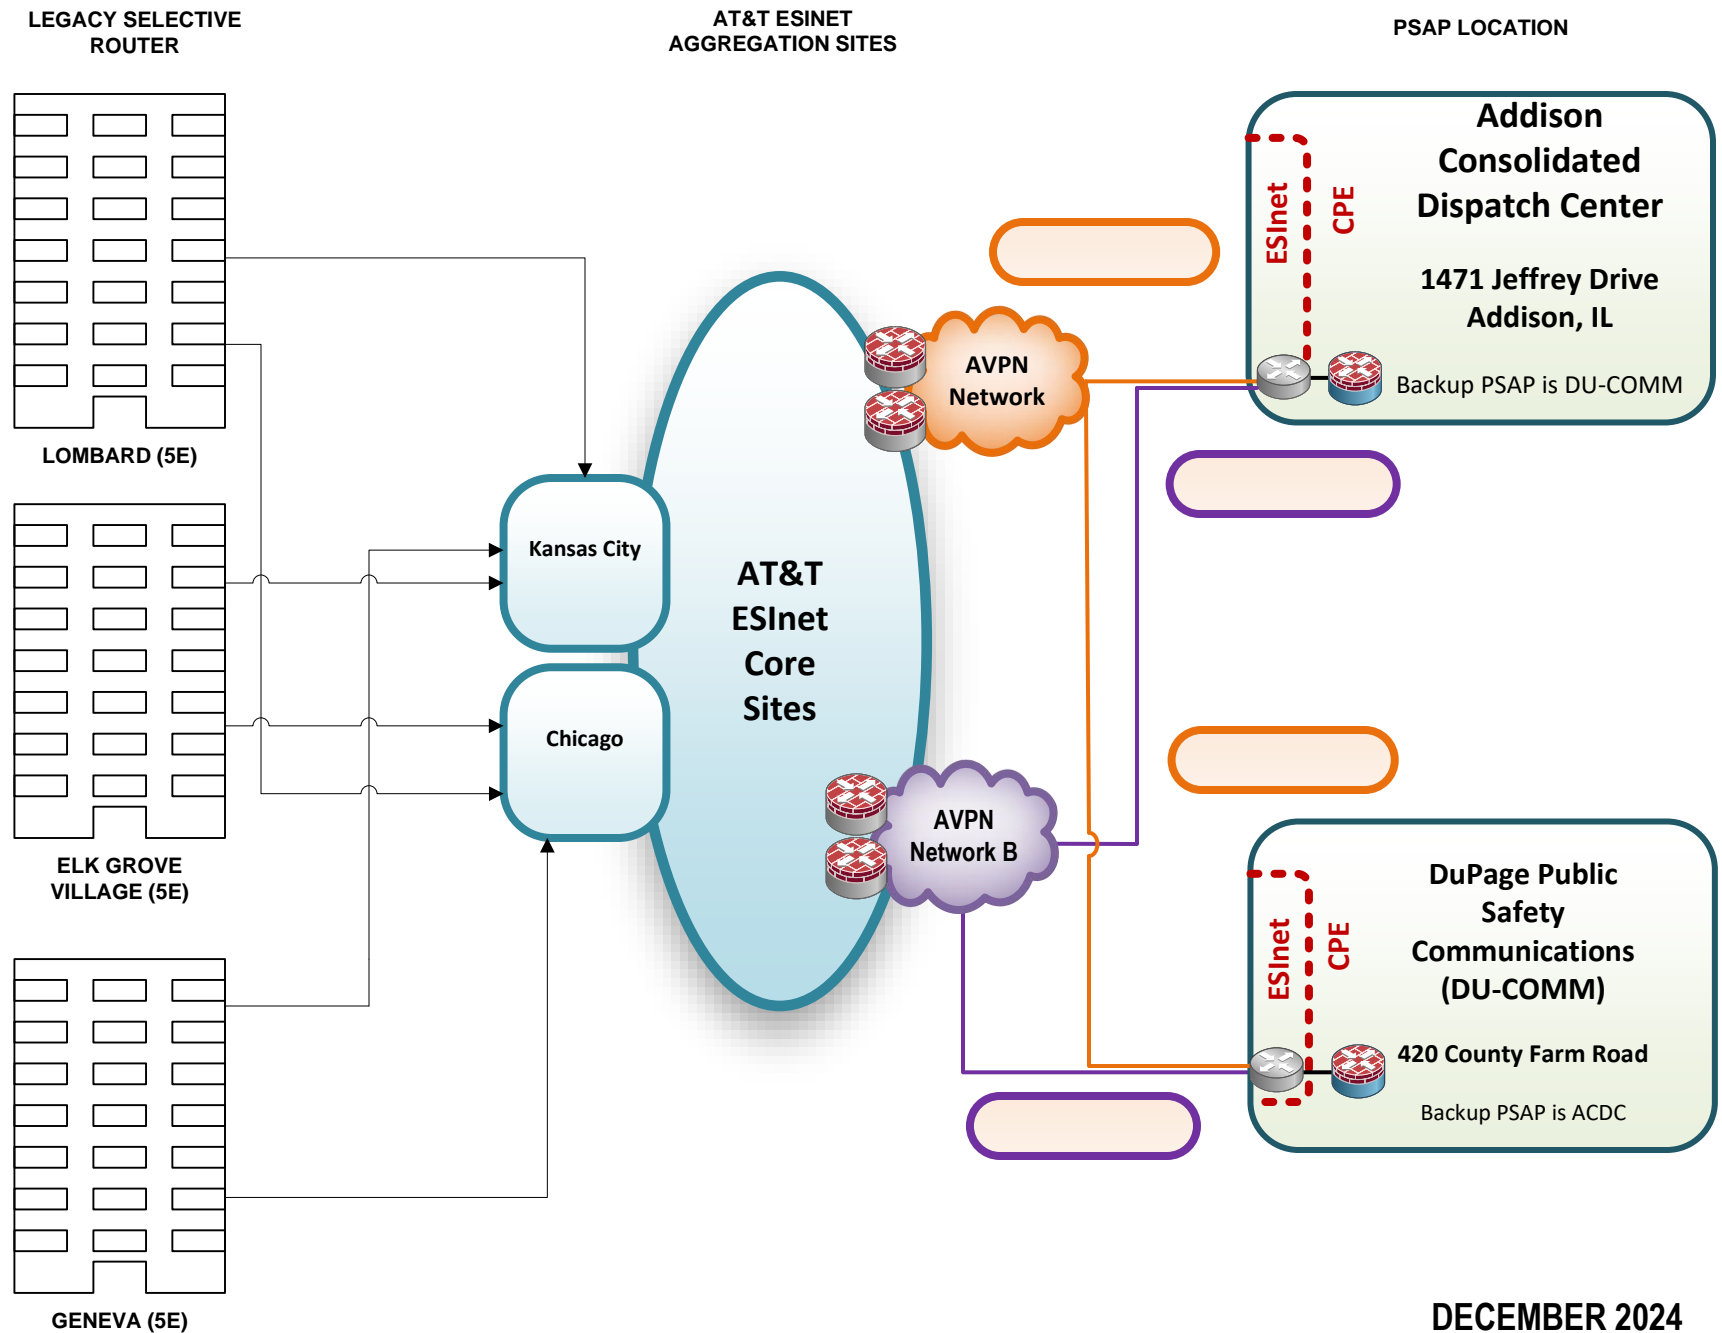 LEGACY SELECTIVE
ROUTER
AT&T ESINET
AGGREGATION SITES
PSAP LOCATION
LOMBARD (5E)
ELK GROVE
VILLAGE (5E)
GENEVA (5E)
Kansas City
Chicago
AT&T
ESInet
Core
Sites
AVPN
Network
AVPN
Network B
ESInet
CPE
Addison
Consolidated
Dispatch Center
1471 Jeffrey Drive
Addison, IL
Backup PSAP is DU-COMM
ESInet
CPE
DuPage Public
Safety
Communications
(DU-COMM)
420 County Farm Road
Backup PSAP is ACDC
DECEMBER 2024